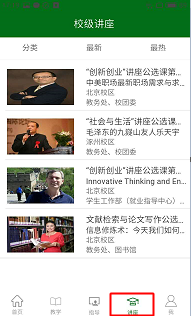 校级讲座
分类 最新 最热
“创新创业”讲座公选课第...
中美职场最新职场需求与求...
北京校区
教务处、校团委
“社会与生活”讲座公选课...
毛泽东的九嶷山友人乐天宇
涿州校区
教务处、校团委
“创新创业”讲座公选课第...
Innovative Thinking and En...
北京校区
学生工作部（就业指导中心）...
文献检索与论文写作公选...
信息修炼术：今天我们如何...
北京校区
教务处、图书馆
首页 教学 指导 讲座 我